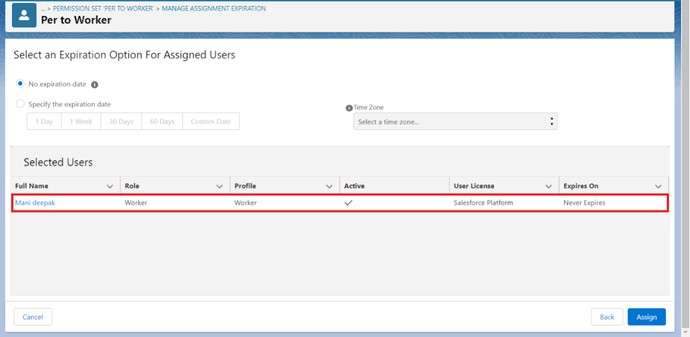 ... > PERMISSION SET 'PER TO WORKER' > MANAGE ASSIGNMENT EXPIRATION
Per to Worker
Select an Expiration Option For Assigned Users
No expiration date
Specify the expiration date
1 Day 1 Week 30 Days 60 Days Custom Date
Time Zone
Select a time zone...
Selected Users
Full Name Role Profile Active User License Expires On
Mani deepak Worker Worker Salesforce Platform Never Expires
Cancel Back Assign